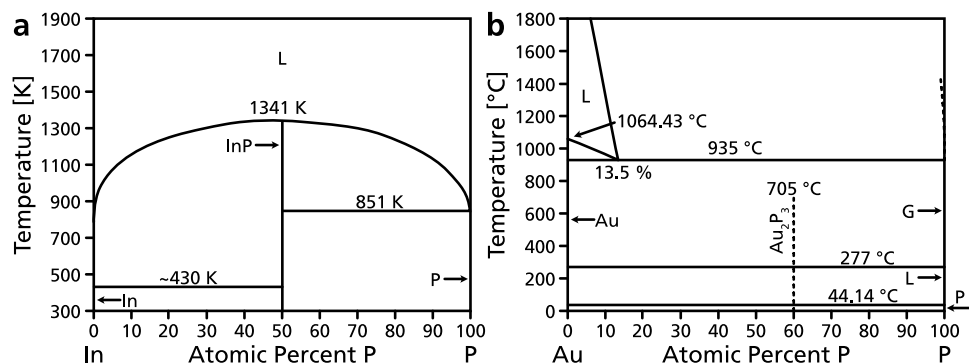 a
Temperature [K]
1900
1700
1500
1300
1100
900
700
500
300
L
1341 K
InP
851 K
~430 K
In
P
0 10 20 30 40 50 60 70 80 90 100
In Atomic Percent P P
b
Temperature [°C]
1800
1600
1400
1200
1000
800
600
400
200
0
L
1064.43 °C
935 °C
13.5 %
705 °C
Au
Au₂P₃
G
277 °C
L
44.14 °C
P
0 10 20 30 40 50 60 70 80 90 100
Au Atomic Percent P P